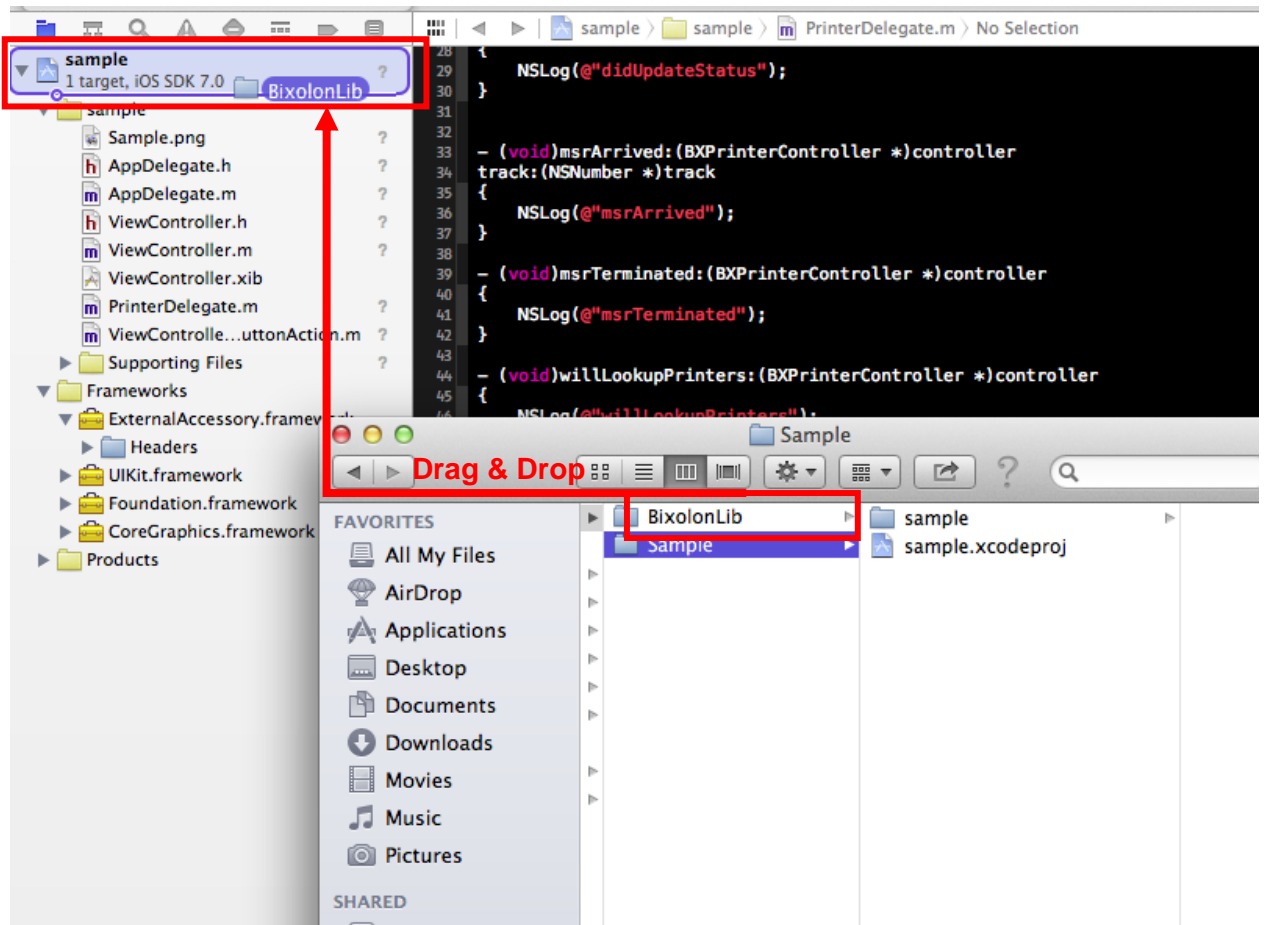 sample › sample › PrinterDelegate.m › No Selection
sample
1 target, iOS SDK 7.0
?
BixolonLib
sample
Sample.png ?
h AppDelegate.h ?
m AppDelegate.m ?
h ViewController.h ?
m ViewController.m ?
ViewController.xib
m PrinterDelegate.m ?
m ViewControlle...uttonAction.m ?
Supporting Files ?
Frameworks
ExternalAccessory.framework
Headers
UIKit.framework
Foundation.framework
CoreGraphics.framework
Products
28 {
29 NSLog(@"didUpdateStatus");
30 }
31
32
33 - (void)msrArrived:(BXPrinterController *)controller
34 track:(NSNumber *)track
35 {
36 NSLog(@"msrArrived");
37 }
38
39 - (void)msrTerminated:(BXPrinterController *)controller
40 {
41 NSLog(@"msrTerminated");
42 }
43
44 - (void)willLookupPrinters:(BXPrinterController *)controller
45 {
46 NSLog(@"willLookupPrinters");
Sample
Drag & Drop
?
FAVORITES
All My Files
AirDrop
Applications
Desktop
Documents
Downloads
Movies
Music
Pictures
SHARED
BixolonLib
Sample
sample
sample.xcodeproj